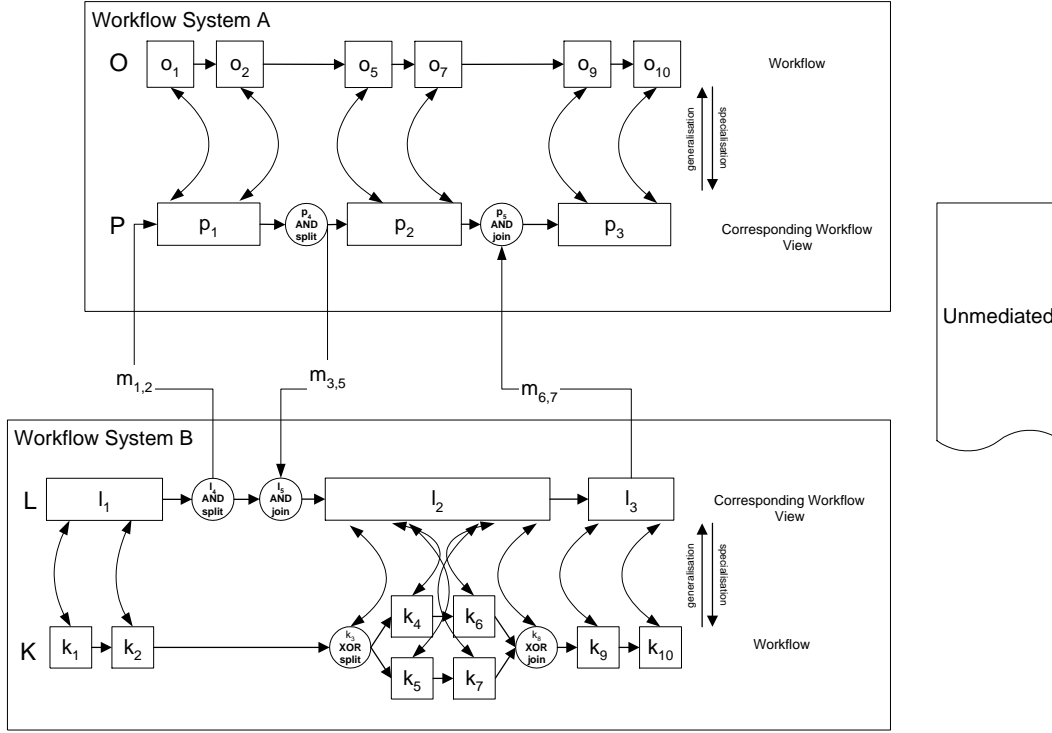 Workflow System A
O
o1
o2
o5
o7
o9
o10
Workflow
generalisation
specialisation
P
p1
p4
AND
split
p2
p5
AND
join
p3
Corresponding Workflow
View
Unmediated
m1,2
m3,5
m6,7
Workflow System B
L
l1
l4
AND
split
l5
AND
join
l2
l3
Corresponding Workflow
View
generalisation
specialisation
K
k1
k2
k3
XOR
split
k4
k6
k5
k7
k8
XOR
join
k9
k10
Workflow